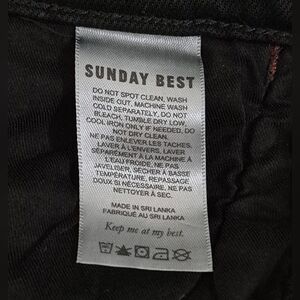 SUNDAY BEST
DO NOT SPOT CLEAN, WASH
INSIDE OUT, MACHINE WASH
COLD SEPARATELY, DO NOT
BLEACH, TUMBLE DRY LOW,
COOL IRON ONLY IF NEEDED, DO
NOT DRY CLEAN.
NE PAS ENLEVER LES TACHES,
LAVER À L'ENVERS, LAVER
SÉPARÉMENT À LA MACHINE À
L'EAU FROIDE, NE PAS
JAVELISER, SÉCHER À BASSE
TEMPÉRATURE, REPASSAGE
DOUX SI NÉCESSAIRE, NE PAS
NETTOYER À SEC.
MADE IN SRI LANKA
FABRIQUÉ AU SRI LANKA
Keep me at my best.